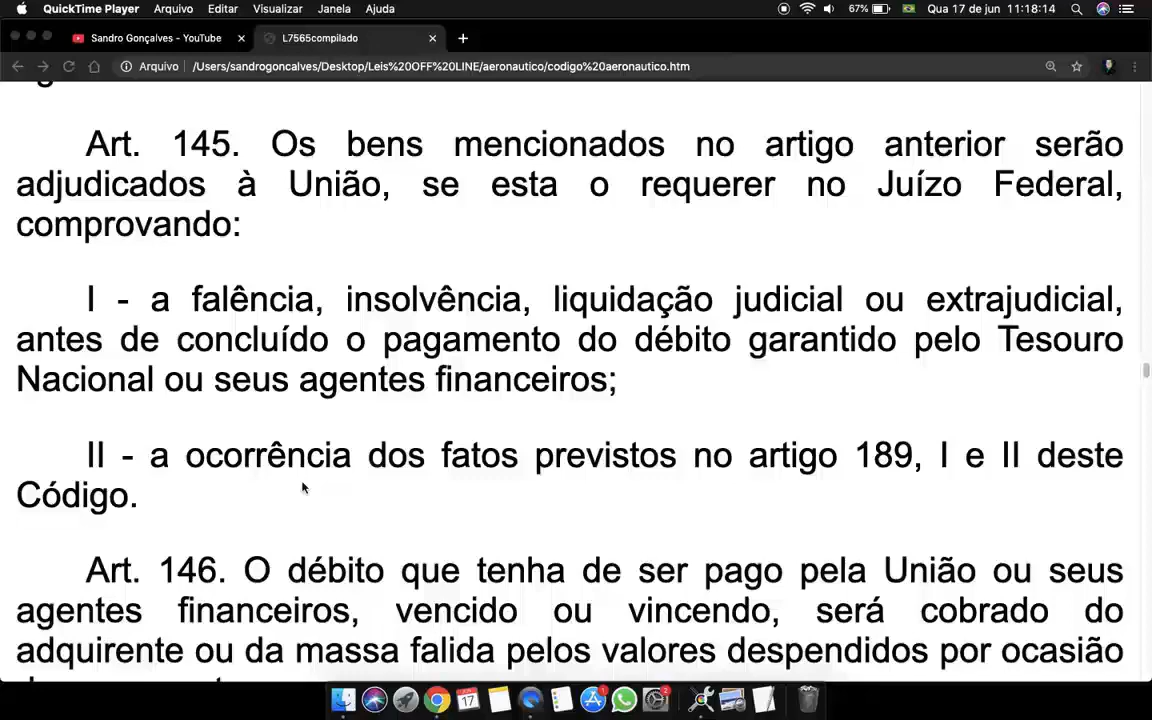 QuickTime Player Arquivo Editar Visualizar Janela Ajuda 67% Qua 17 de jun 11:18:14
Sandro Gonçalves - YouTube L7565compilado
Arquivo /Users/sandrogoncalves/Desktop/Leis%20OFF%20LINE/aeronautico/codigo%20aeronautico.htm
Art. 145. Os bens mencionados no artigo anterior serão
adjudicados à União, se esta o requerer no Juízo Federal,
comprovando:
I - a falência, insolvência, liquidação judicial ou extrajudicial,
antes de concluído o pagamento do débito garantido pelo Tesouro
Nacional ou seus agentes financeiros;
II - a ocorrência dos fatos previstos no artigo 189, I e II deste
Código.
Art. 146. O débito que tenha de ser pago pela União ou seus
agentes financeiros, vencido ou vincendo, será cobrado do
adquirente ou da massa falida pelos valores despendidos por ocasião
17 1 2